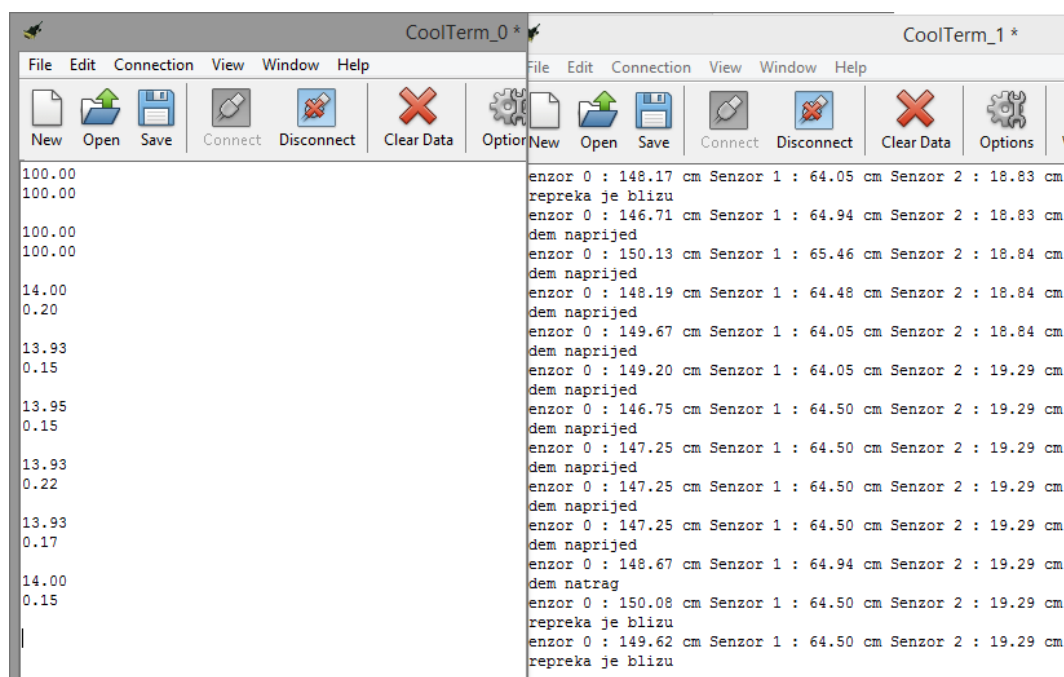 CoolTerm_0 *
File Edit Connection View Window Help
New Open Save Connect Disconnect Clear Data Option
100.00
100.00
100.00
100.00
14.00
0.20
13.93
0.15
13.95
0.15
13.93
0.22
13.93
0.17
14.00
0.15
CoolTerm_1 *
File Edit Connection View Window Help
New Open Save Connect Disconnect Clear Data Options
enzor 0 : 148.17 cm Senzor 1 : 64.05 cm Senzor 2 : 18.83 cm
repreka je blizu
enzor 0 : 146.71 cm Senzor 1 : 64.94 cm Senzor 2 : 18.83 cm
dem naprijed
enzor 0 : 150.13 cm Senzor 1 : 65.46 cm Senzor 2 : 18.84 cm
dem naprijed
enzor 0 : 148.19 cm Senzor 1 : 64.48 cm Senzor 2 : 18.84 cm
dem naprijed
enzor 0 : 149.67 cm Senzor 1 : 64.05 cm Senzor 2 : 18.84 cm
dem naprijed
enzor 0 : 149.20 cm Senzor 1 : 64.05 cm Senzor 2 : 19.29 cm
dem naprijed
enzor 0 : 146.75 cm Senzor 1 : 64.50 cm Senzor 2 : 19.29 cm
dem naprijed
enzor 0 : 147.25 cm Senzor 1 : 64.50 cm Senzor 2 : 19.29 cm
dem naprijed
enzor 0 : 147.25 cm Senzor 1 : 64.50 cm Senzor 2 : 19.29 cm
dem naprijed
enzor 0 : 147.25 cm Senzor 1 : 64.50 cm Senzor 2 : 19.29 cm
dem naprijed
enzor 0 : 148.67 cm Senzor 1 : 64.94 cm Senzor 2 : 19.29 cm
dem natrag
enzor 0 : 150.08 cm Senzor 1 : 64.50 cm Senzor 2 : 19.29 cm
repreka je blizu
enzor 0 : 149.62 cm Senzor 1 : 64.50 cm Senzor 2 : 19.29 cm
repreka je blizu